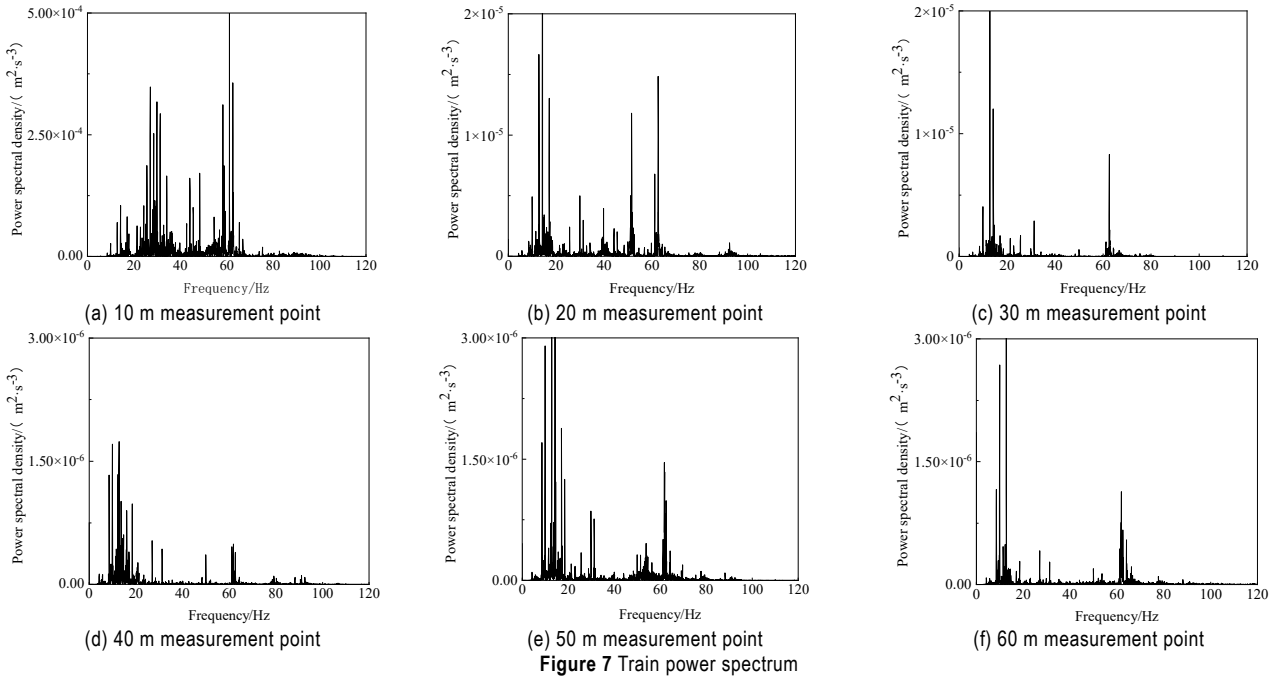 5.00×10⁻⁴
2.50×10⁻⁴
0.00
0 20 40 60 80 100 120
Power spectral density/( m²·s⁻³)
Frequency/Hz
(a) 10 m measurement point
2×10⁻⁵
1×10⁻⁵
0
0 20 40 60 80 100 120
Power spectral density/( m²·s⁻³)
Frequency/Hz
(b) 20 m measurement point
2×10⁻⁵
1×10⁻⁵
0
0 20 40 60 80 100 120
Power spectral density/( m²·s⁻³)
Frequency/Hz
(c) 30 m measurement point
3.00×10⁻⁶
1.50×10⁻⁶
0.00
0 20 40 60 80 100 120
Power spectral density/( m²·s⁻³)
Frequency/Hz
(d) 40 m measurement point
3.00×10⁻⁶
1.50×10⁻⁶
0.00
0 20 40 60 80 100 120
Power spectral density/( m²·s⁻³)
Frequency/Hz
(e) 50 m measurement point
3.00×10⁻⁶
1.50×10⁻⁶
0.00
0 20 40 60 80 100 120
Power spectral density/( m²·s⁻³)
Frequency/Hz
(f) 60 m measurement point
Figure 7 Train power spectrum